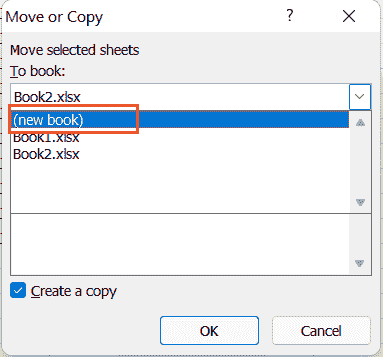 Move or Copy ?
Move selected sheets
To book:
Book2.xlsx
(new book)
Book1.xlsx
Book2.xlsx
Create a copy
OK Cancel